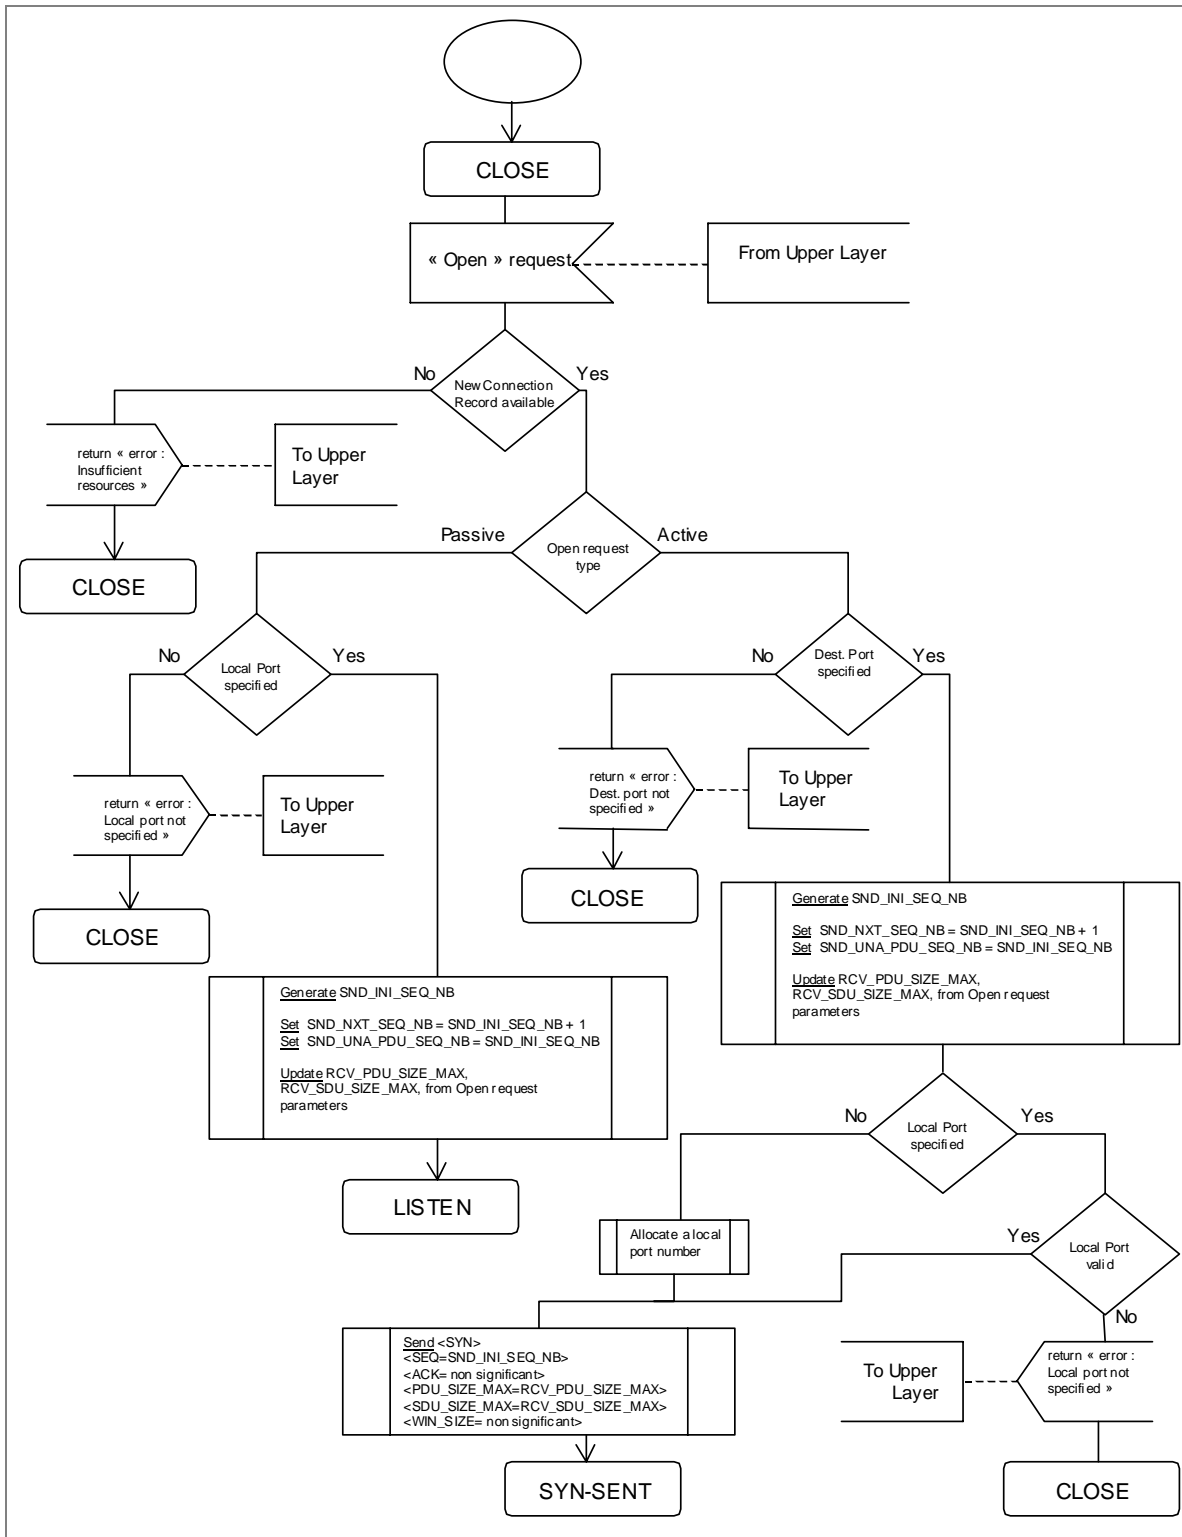 CLOSE
« Open » request
From Upper Layer
No
Yes
New Connection
Record available
return « error :
Insufficient
resources »
To Upper
Layer
CLOSE
Passive
Active
Open request
type
No
Yes
Local Port
specified
No
Yes
Dest. Port
specified
return « error :
Local port not
specified »
To Upper
Layer
CLOSE
return « error :
Dest. port not
specified »
To Upper
Layer
CLOSE
Generate SND_INI_SEQ_NB
Set SND_NXT_SEQ_NB = SND_INI_SEQ_NB + 1
Set SND_UNA_PDU_SEQ_NB = SND_INI_SEQ_NB
Update RCV_PDU_SIZE_MAX,
RCV_SDU_SIZE_MAX, from Open request
parameters
LISTEN
Generate SND_INI_SEQ_NB
Set SND_NXT_SEQ_NB = SND_INI_SEQ_NB + 1
Set SND_UNA_PDU_SEQ_NB = SND_INI_SEQ_NB
Update RCV_PDU_SIZE_MAX,
RCV_SDU_SIZE_MAX, from Open request
parameters
No
Yes
Local Port
specified
Allocate a local
port number
Yes
Local Port
valid
No
Send <SYN>
<SEQ=SND_INI_SEQ_NB>
<ACK= non significant>
<PDU_SIZE_MAX=RCV_PDU_SIZE_MAX>
<SDU_SIZE_MAX=RCV_SDU_SIZE_MAX>
<WIN_SIZE= non significant>
SYN-SENT
To Upper
Layer
return « error :
Local port not
specified »
CLOSE